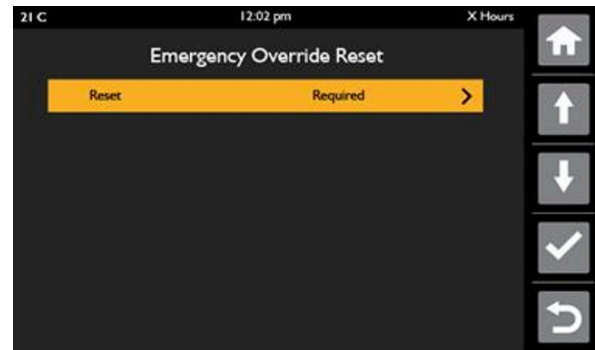 21 C 12:02 pm X Hours
Emergency Override Reset
Reset Required